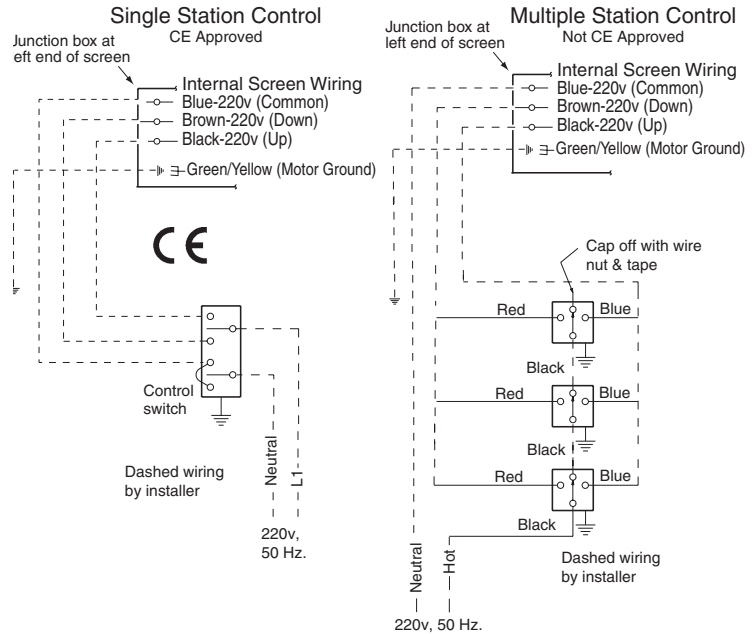 Single Station Control
CE Approved
Junction box at
eft end of screen
Internal Screen Wiring
Blue-220v (Common)
Brown-220v (Down)
Black-220v (Up)
Green/Yellow (Motor Ground)
CE
Control
switch
Neutral
L1
Dashed wiring
by installer
220v,
50 Hz.
Multiple Station Control
Not CE Approved
Junction box at
left end of screen
Internal Screen Wiring
Blue-220v (Common)
Brown-220v (Down)
Black-220v (Up)
Green/Yellow (Motor Ground)
Cap off with wire
nut & tape
Red
Blue
Black
Red
Blue
Black
Red
Blue
Black
Neutral
Hot
Dashed wiring
by installer
220v, 50 Hz.